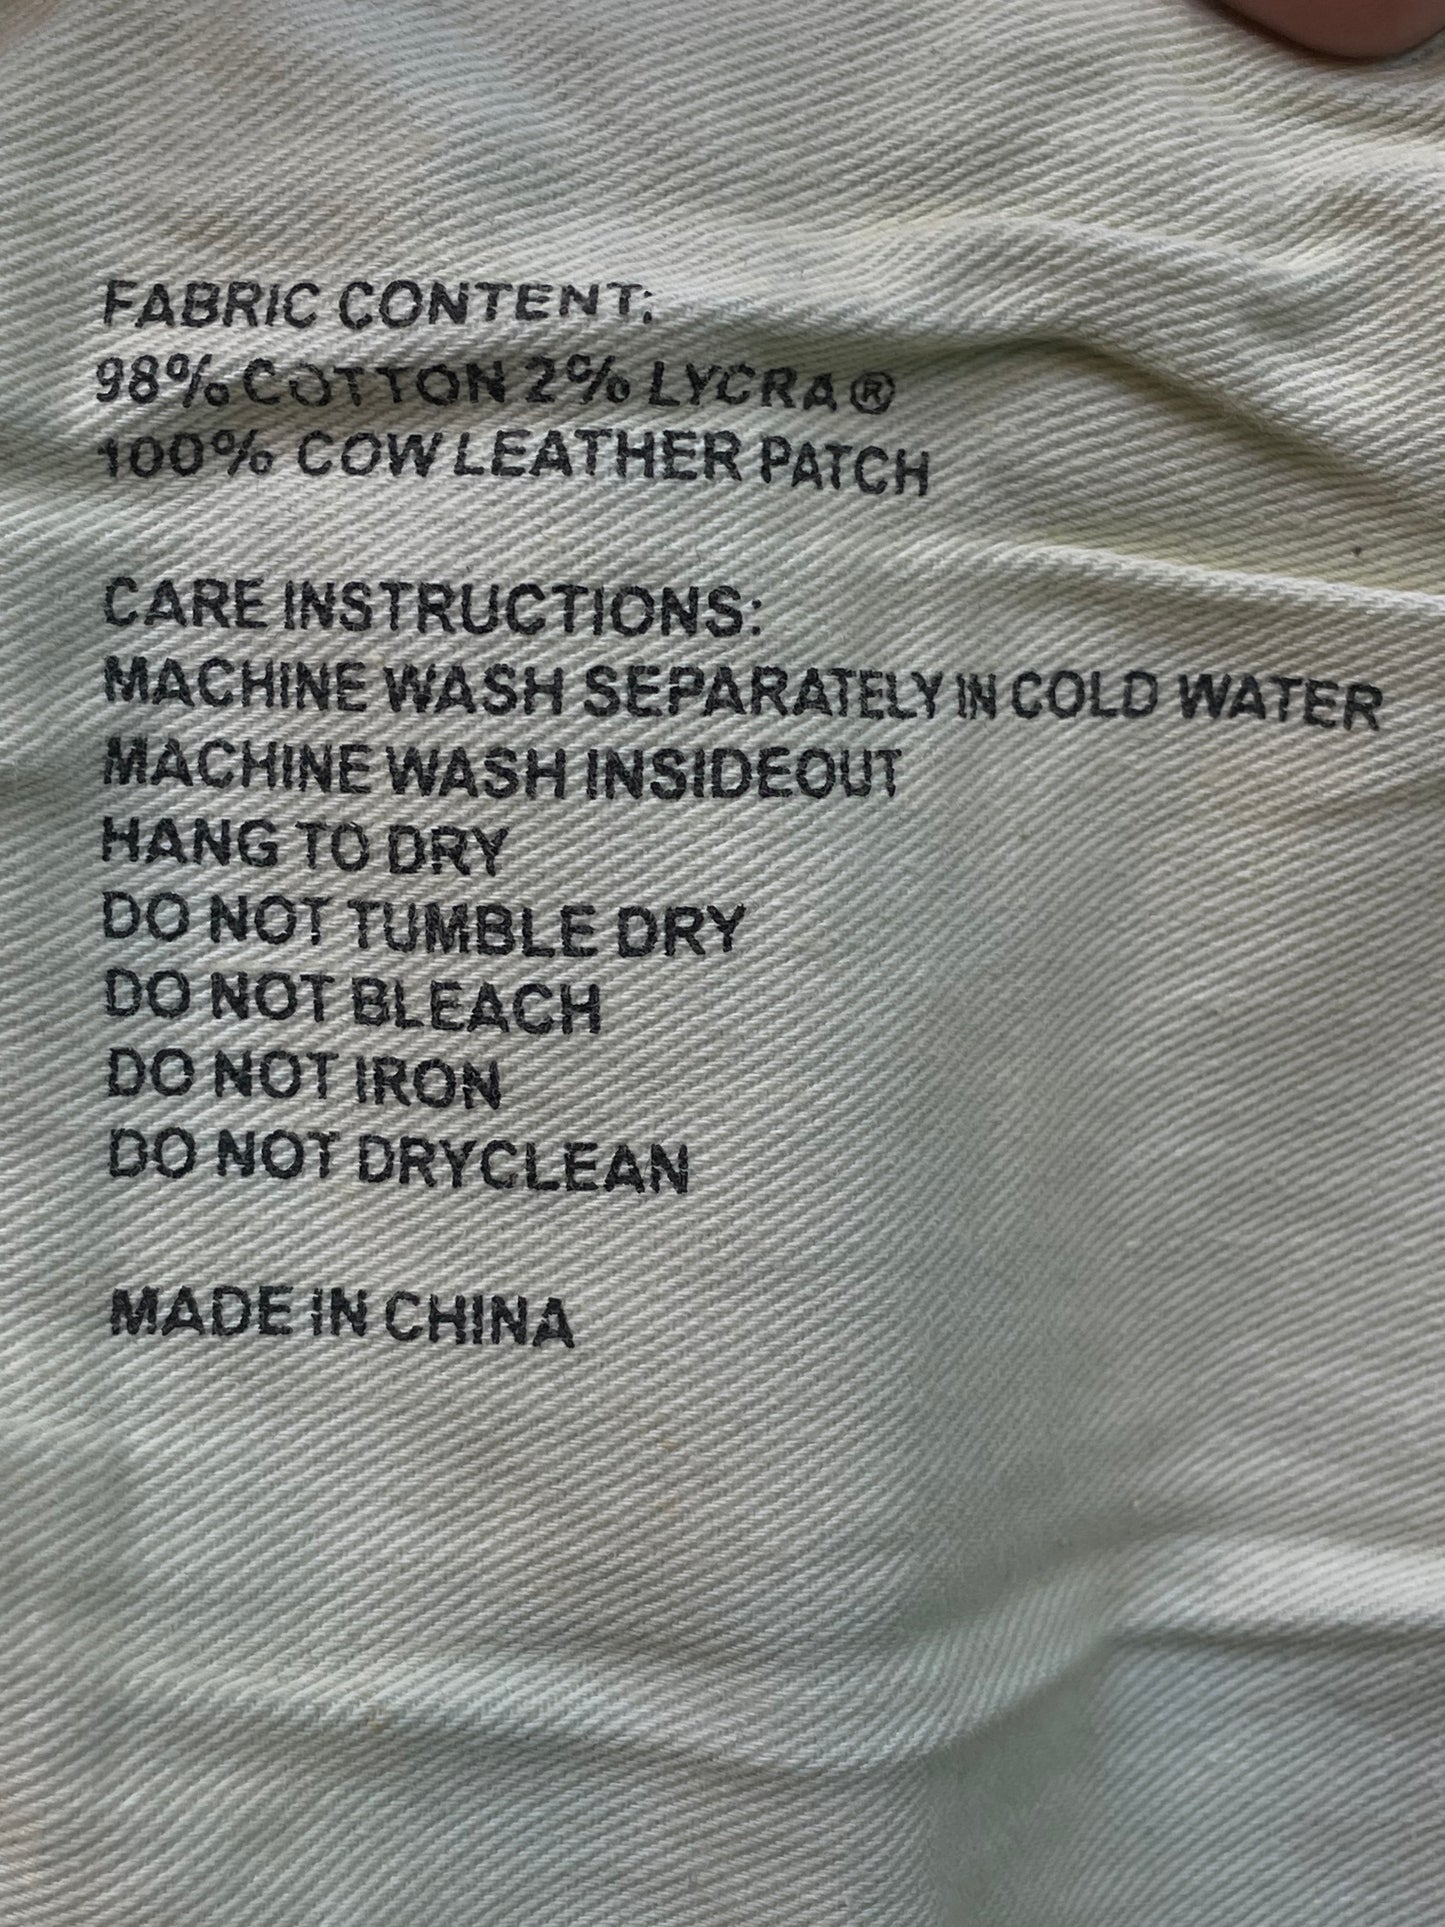 FABRIC CONTENT:
98% COTTON 2% LYCRA®
100% COW LEATHER PATCH
CARE INSTRUCTIONS:
MACHINE WASH SEPARATELY IN COLD WATER
MACHINE WASH INSIDEOUT
HANG TO DRY
DO NOT TUMBLE DRY
DO NOT BLEACH
DO NOT IRON
DO NOT DRYCLEAN
MADE IN CHINA